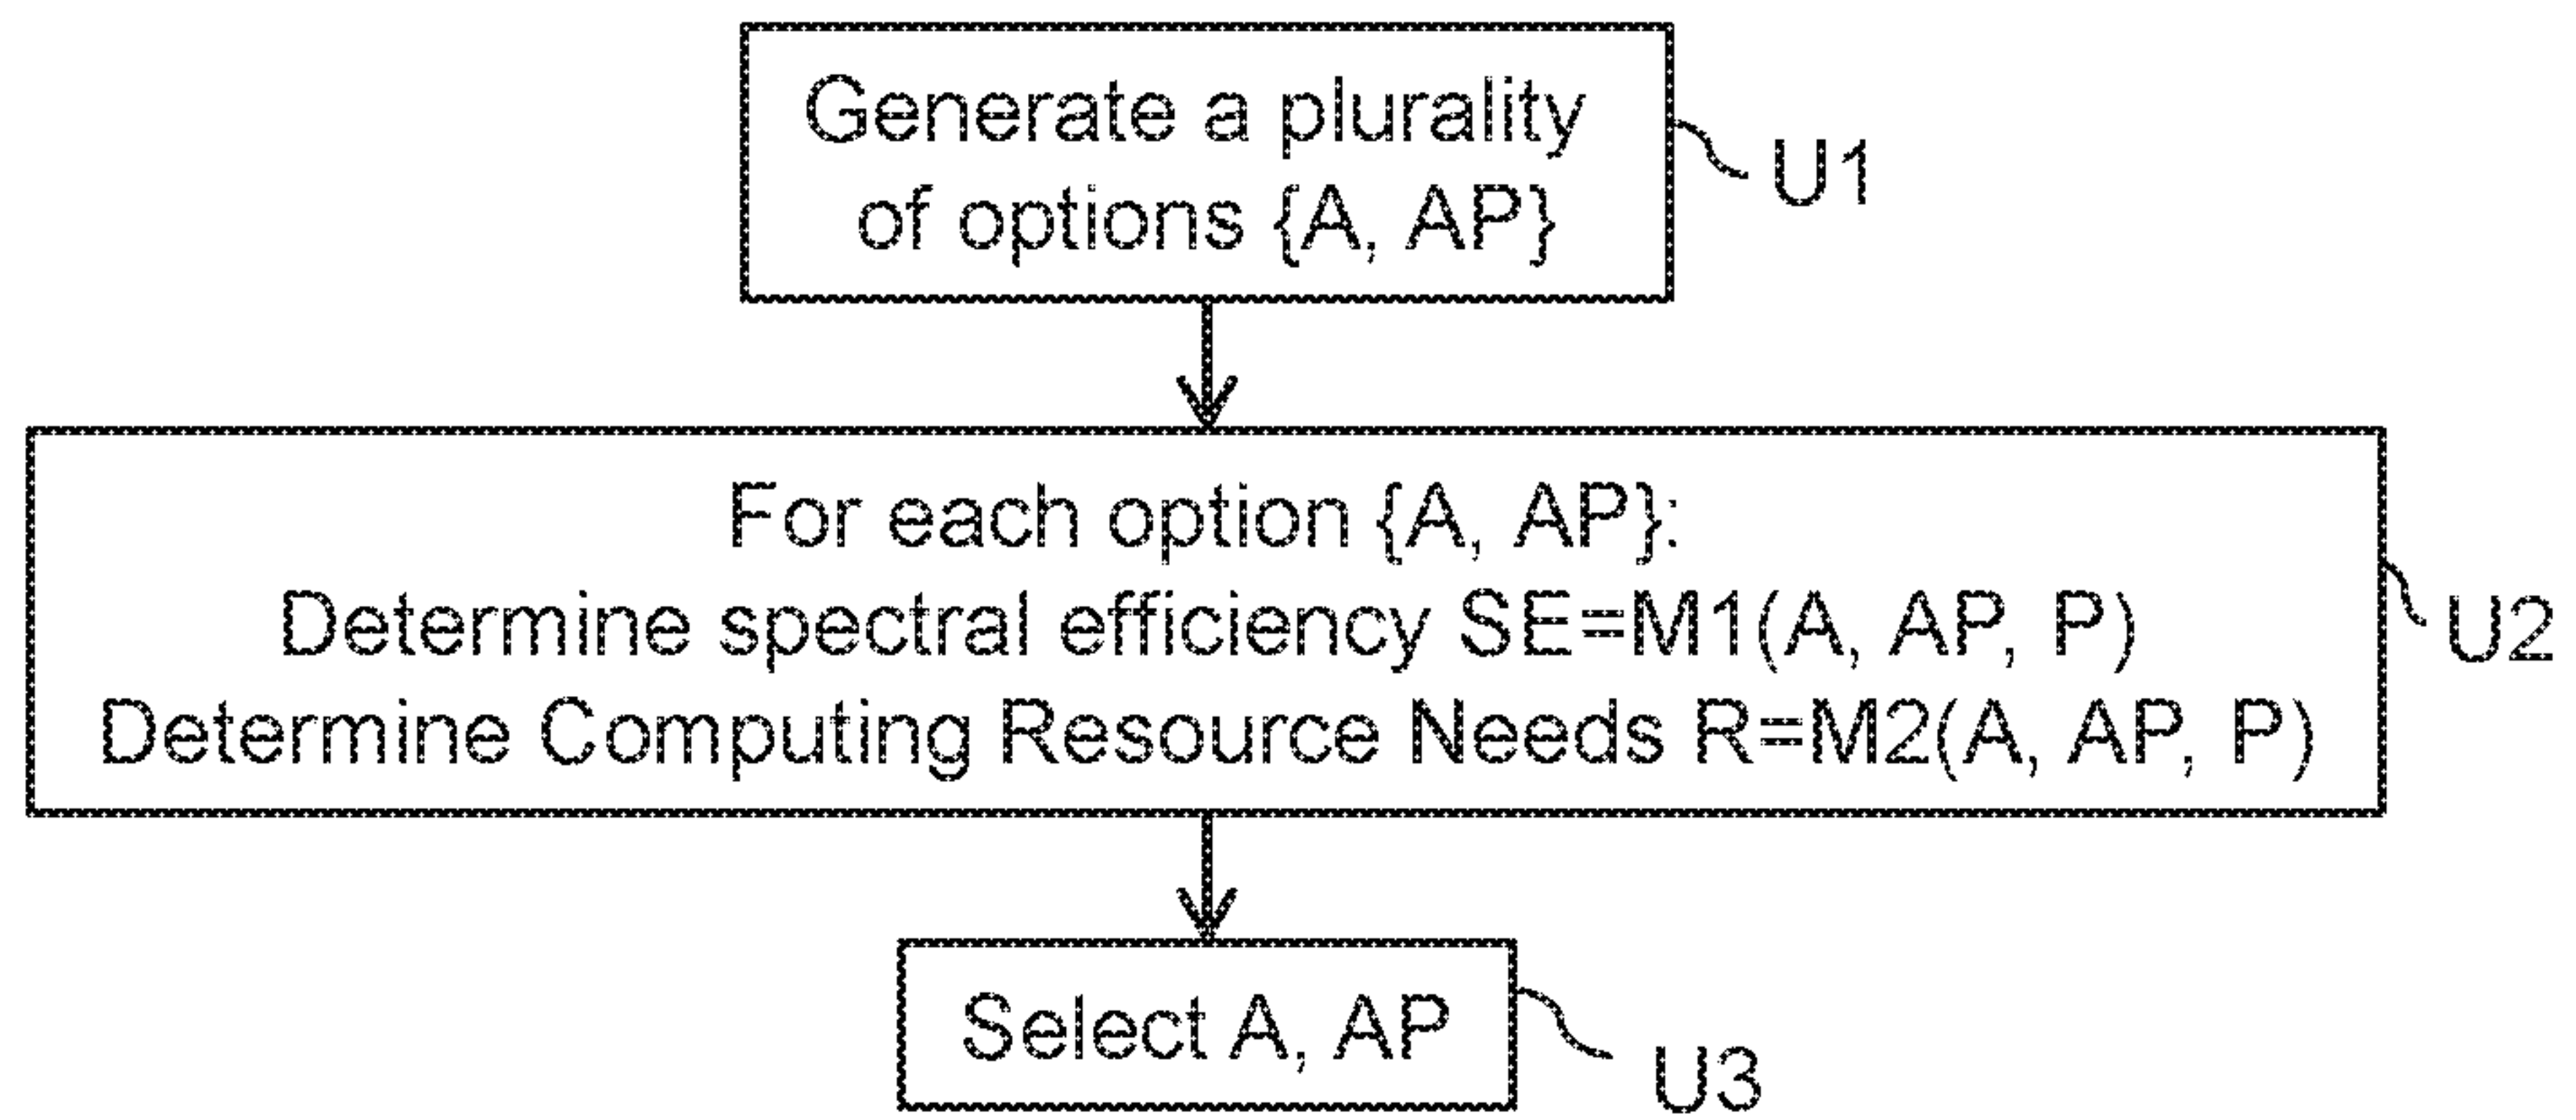 Generate a plurality
of options {A, AP}
U1
For each option {A, AP}:
Determine spectral efficiency SE=M1(A, AP, P)
Determine Computing Resource Needs R=M2(A, AP, P)
U2
Select A, AP
U3